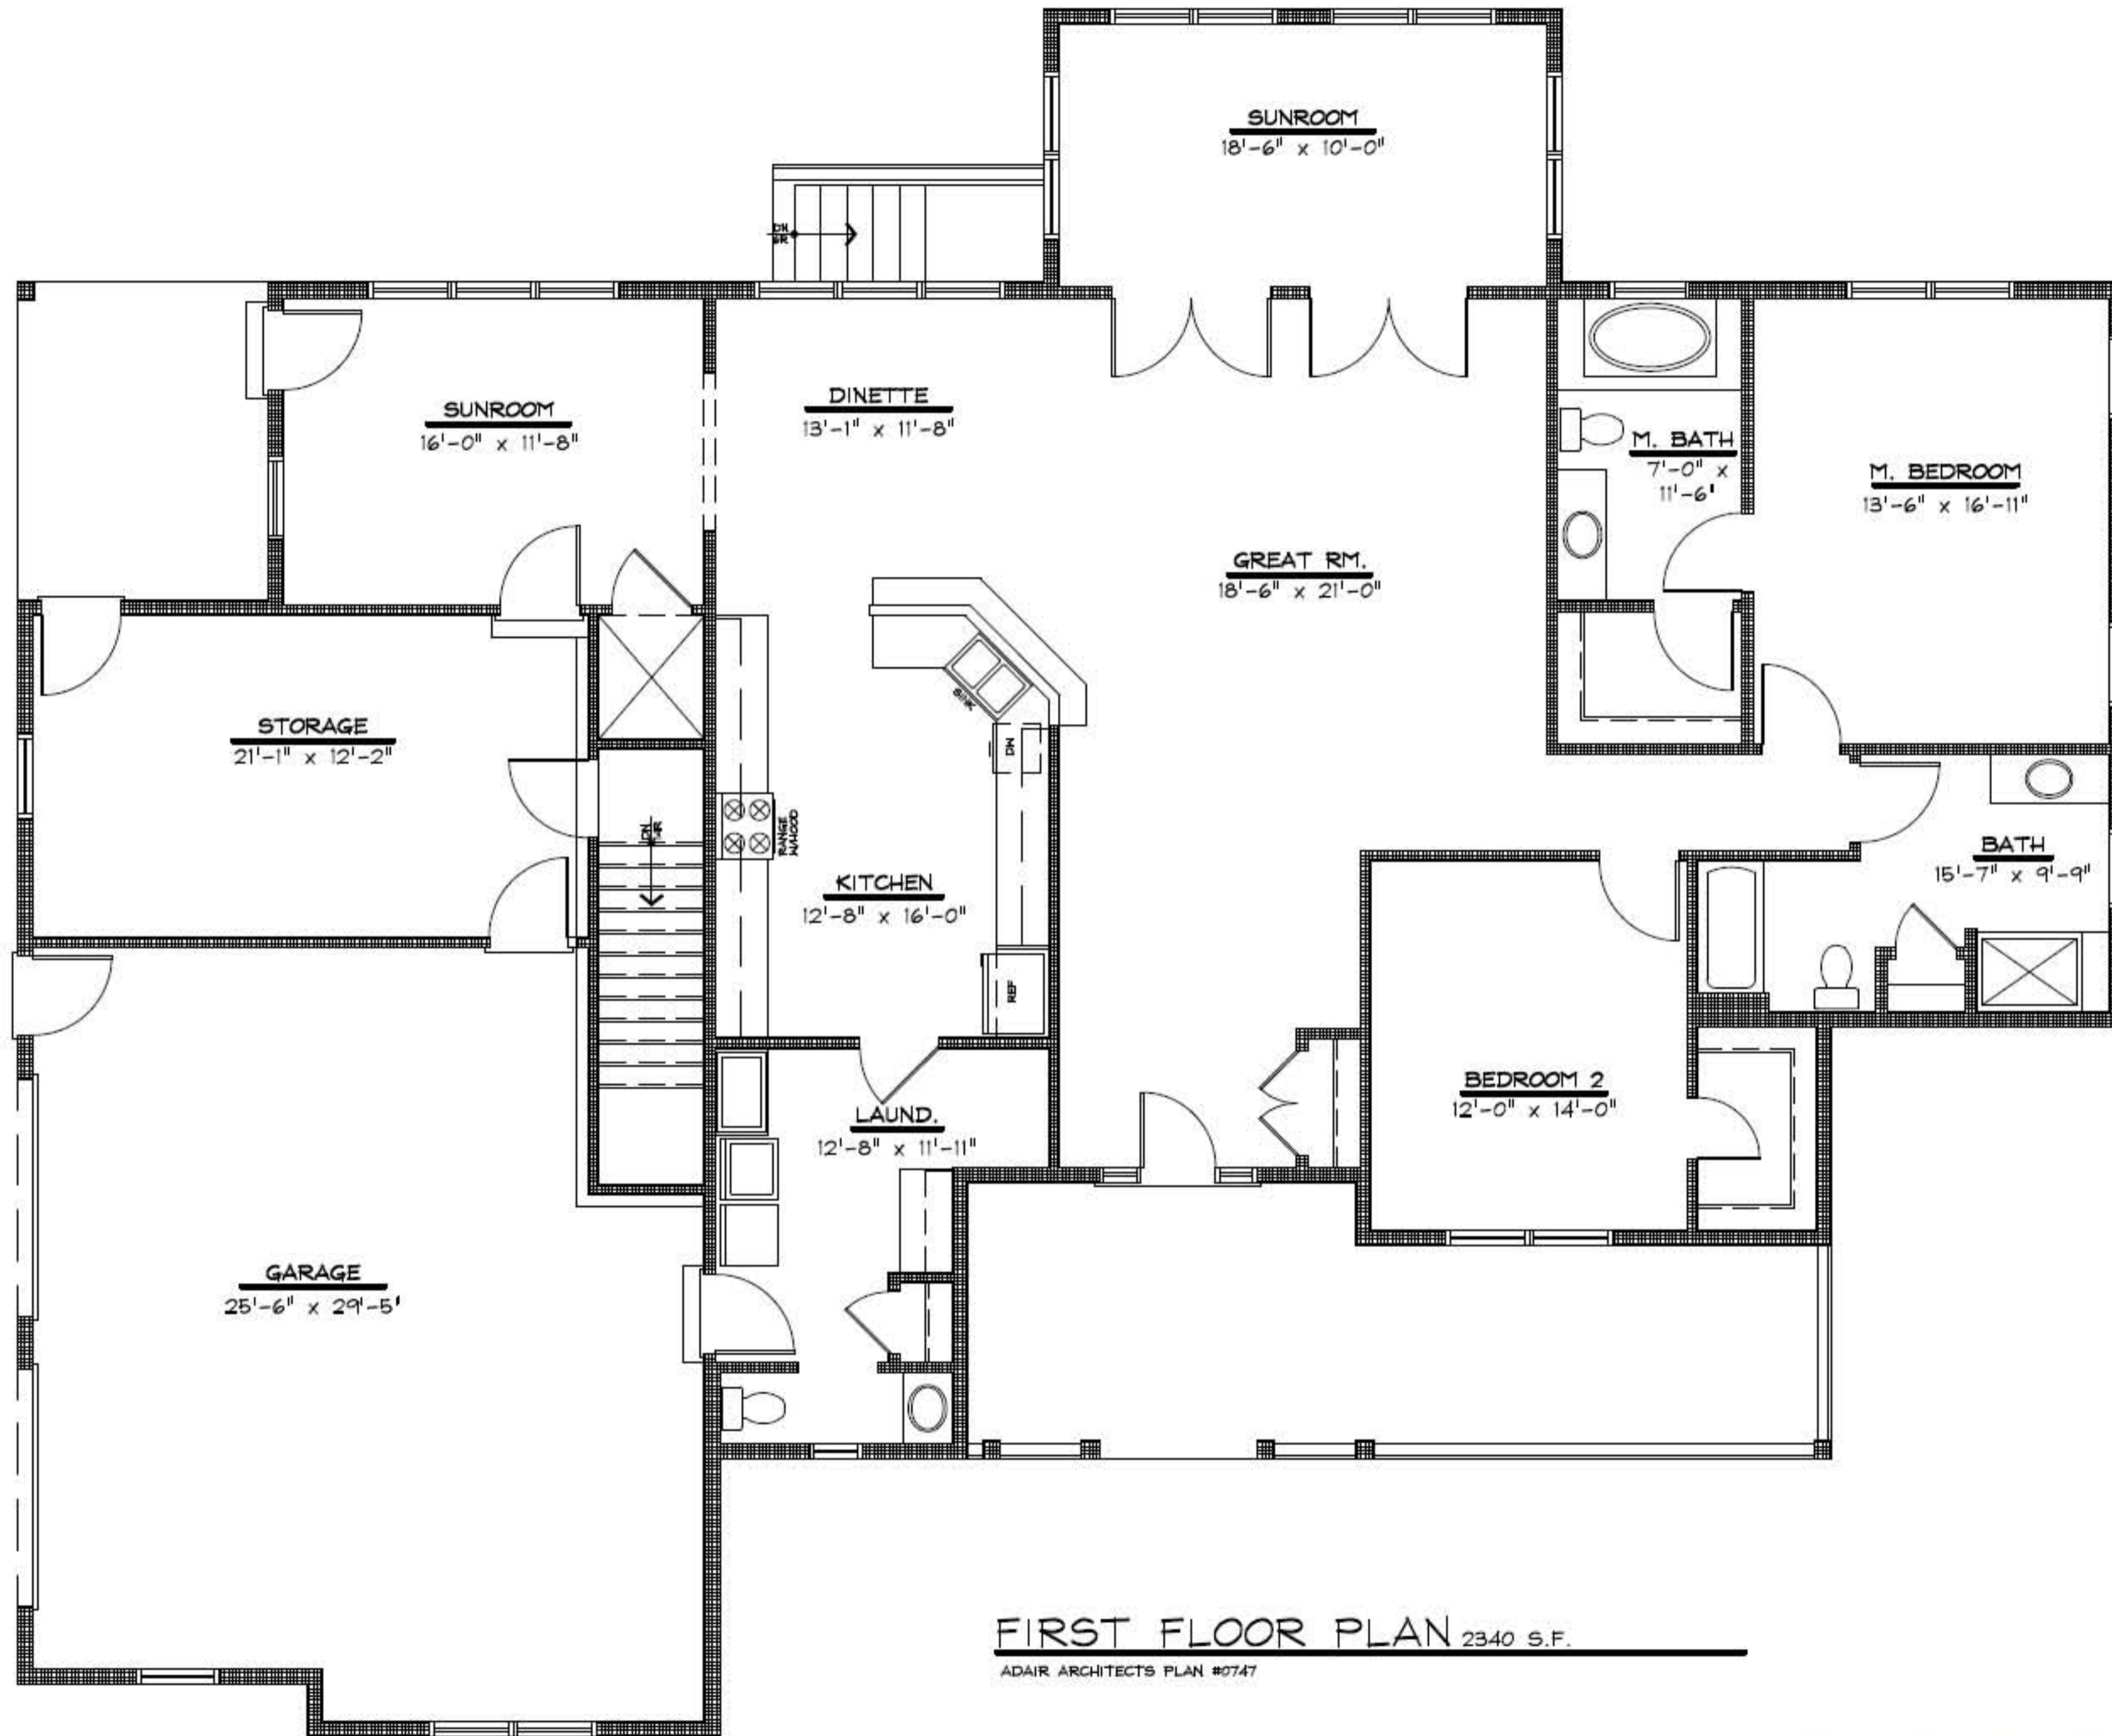 SUNROOM
18'-6" x 10'-0"
DN
6R
SUNROOM
16'-0" x 11'-8"
DINETTE
13'-1" x 11'-8"
M. BATH
7'-0" x
11'-6"
M. BEDROOM
13'-6" x 16'-11"
GREAT RM.
18'-6" x 21'-0"
SINK
STORAGE
21'-1" x 12'-2"
DW
DN
RANGE
W/HOOD
KITCHEN
12'-8" x 16'-0"
BATH
15'-7" x 9'-9"
REF
BEDROOM 2
12'-0" x 14'-0"
LAUND.
12'-8" x 11'-11"
GARAGE
25'-6" x 29'-5"
FIRST FLOOR PLAN 2340 S.F.
ADAIR ARCHITECTS PLAN #0747